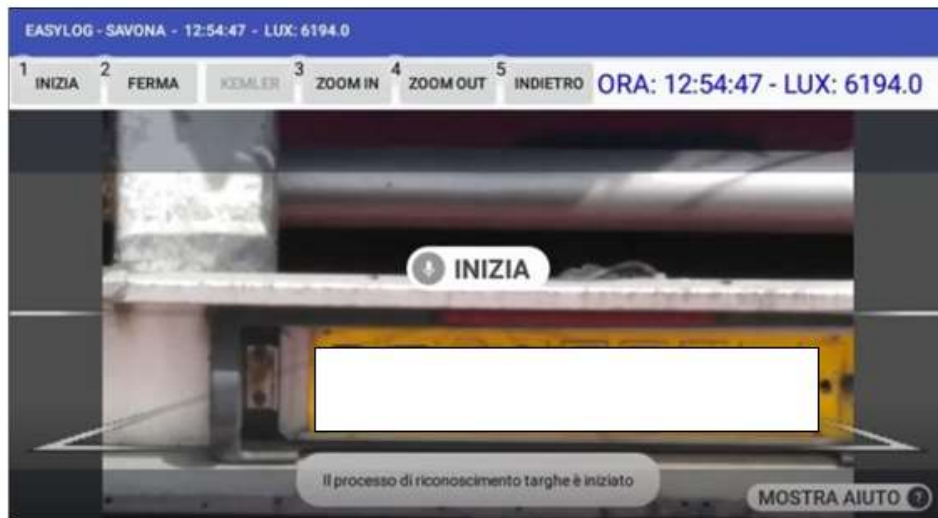 EASYLOG - SAVONA - 12:54:47 - LUX: 6194.0
1 INIZIA 2 FERMA KEMLER 3 ZOOM IN 4 ZOOM OUT 5 INDIETRO ORA: 12:54:47 - LUX: 6194.0
INIZIA
Il processo di riconoscimento targhe è iniziato
MOSTRA AIUTO ?